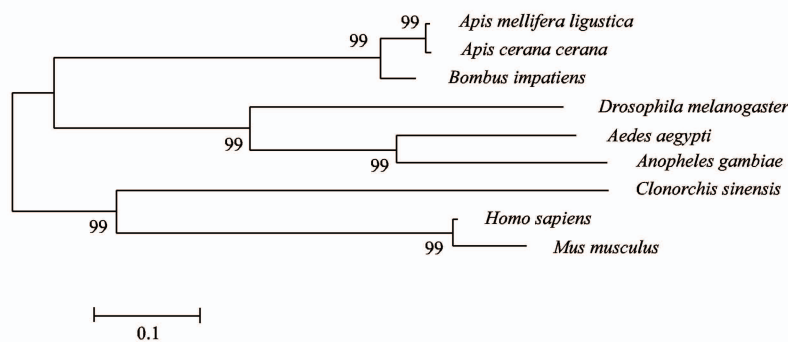 99 Apis mellifera ligustica
99 Apis cerana cerana
Bombus impatiens
Drosophila melanogaster
99 Aedes aegypti
99 Anopheles gambiae
Clonorchis sinensis
99 Homo sapiens
99 Mus musculus
0.1